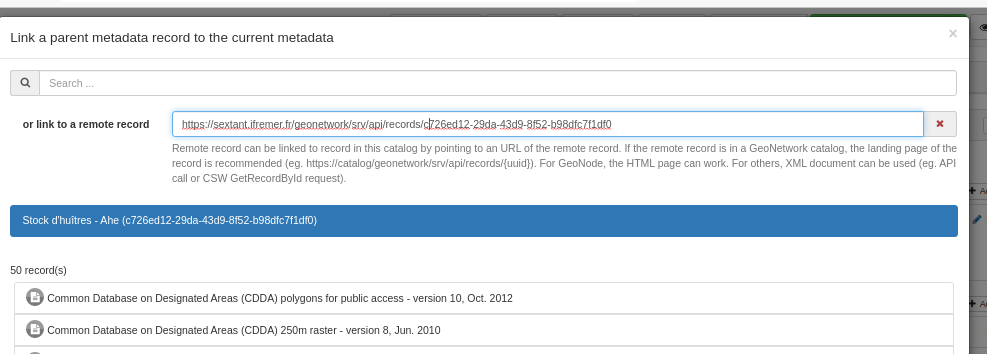 Link a parent metadata record to the current metadata
×
Search ...
or link to a remote record
https://sextant.ifremer.fr/geonetwork/srv/api/records/c726ed12-29da-43d9-8f52-b98dfc7f1df0
Remote record can be linked to record in this catalog by pointing to an URL of the remote record. If the remote record is in a GeoNetwork catalog, the landing page of the
record is recommended (eg. https://catalog/geonetwork/srv/api/records/{uuid}). For GeoNode, the HTML page can work. For others, XML document can be used (eg. API
call or CSW GetRecordById request).
Stock d'huîtres - Ahe (c726ed12-29da-43d9-8f52-b98dfc7f1df0)
50 record(s)
Common Database on Designated Areas (CDDA) polygons for public access - version 10, Oct. 2012
Common Database on Designated Areas (CDDA) 250m raster - version 8, Jun. 2010